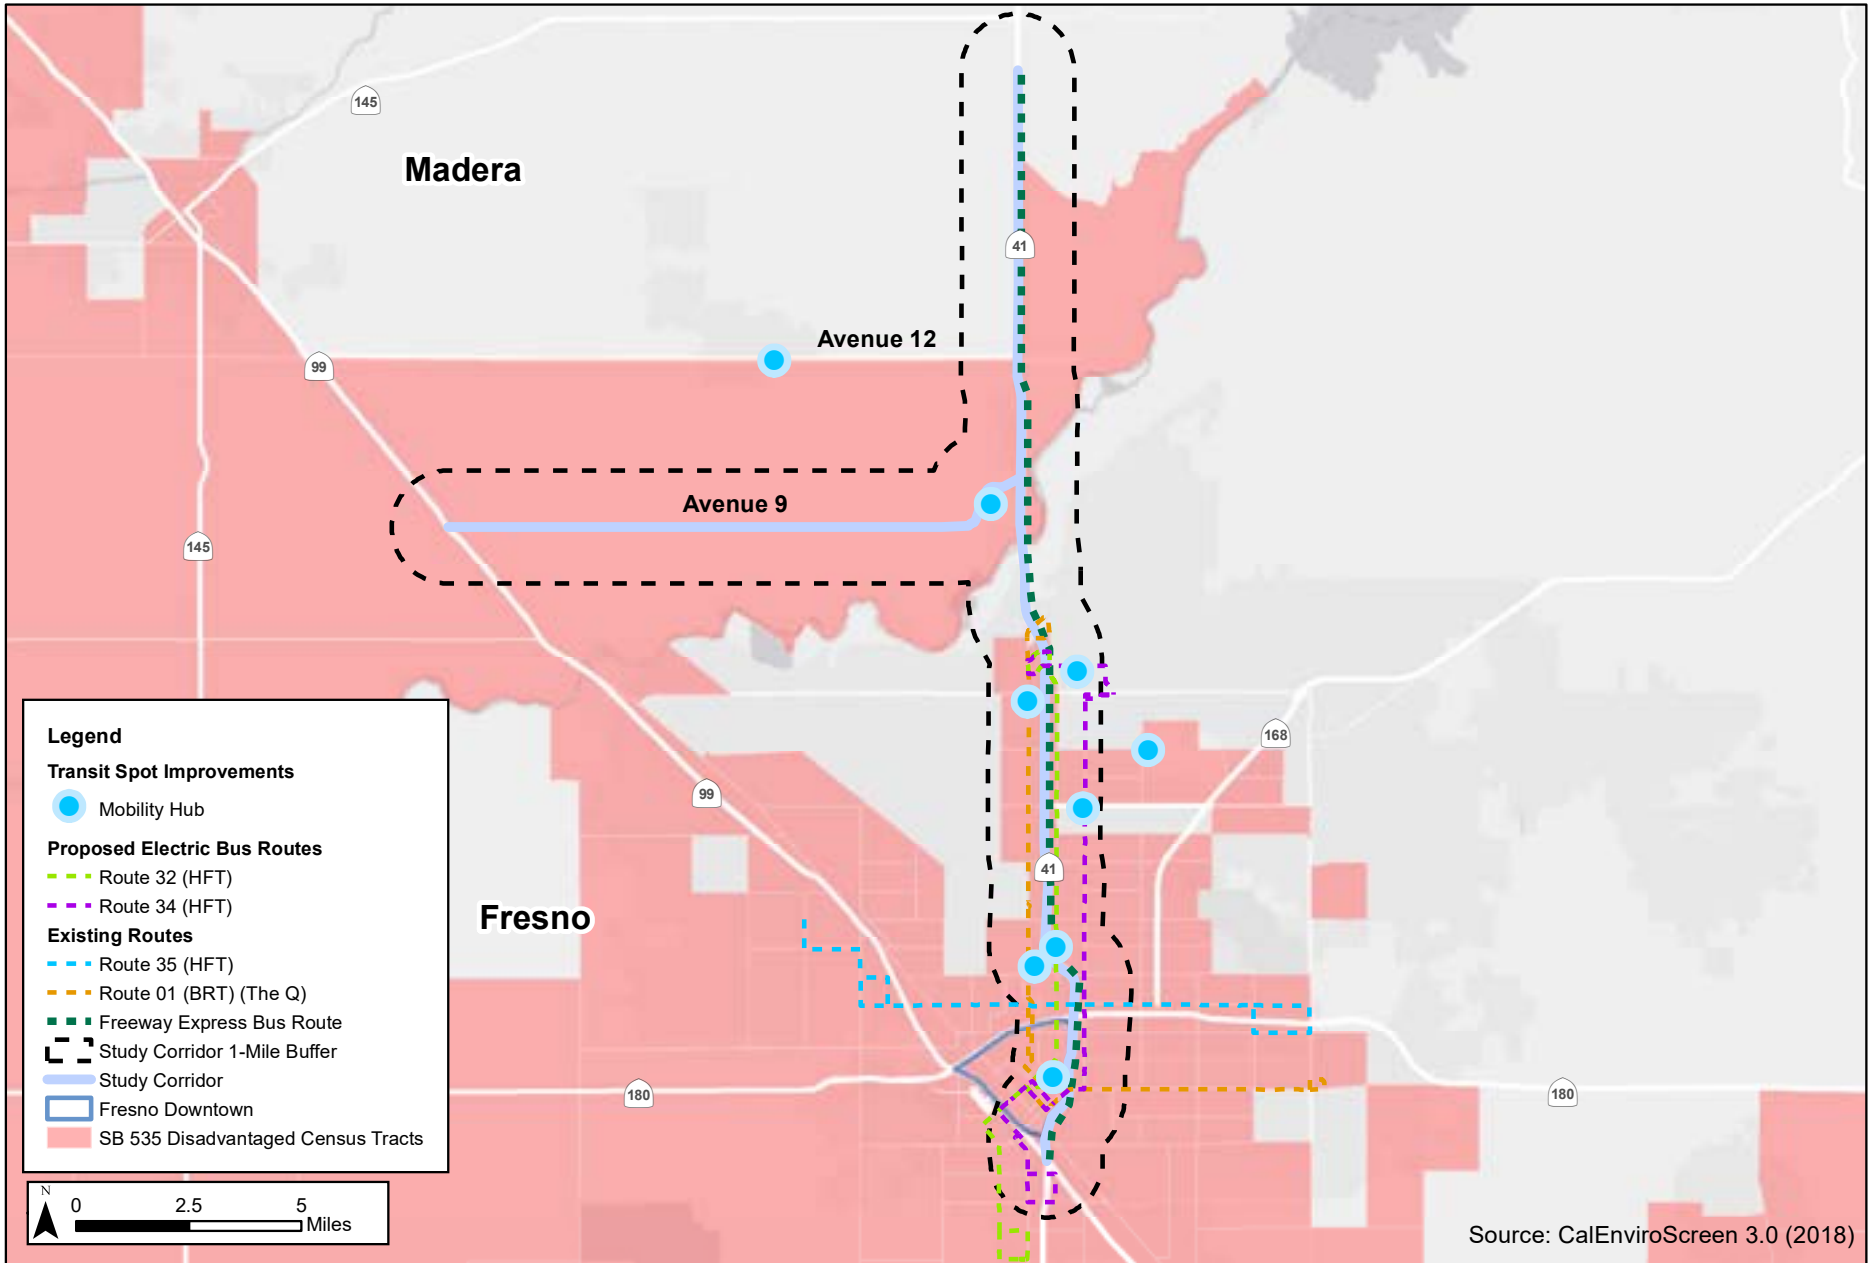 145
Madera
41
Avenue 12
99
Avenue 9
145
168
99
41
Fresno
180
180
Legend
Transit Spot Improvements
Mobility Hub
Proposed Electric Bus Routes
Route 32 (HFT)
Route 34 (HFT)
Existing Routes
Route 35 (HFT)
Route 01 (BRT) (The Q)
Freeway Express Bus Route
Study Corridor 1-Mile Buffer
Study Corridor
Fresno Downtown
SB 535 Disadvantaged Census Tracts
N
0 2.5 5
Miles
Source: CalEnviroScreen 3.0 (2018)